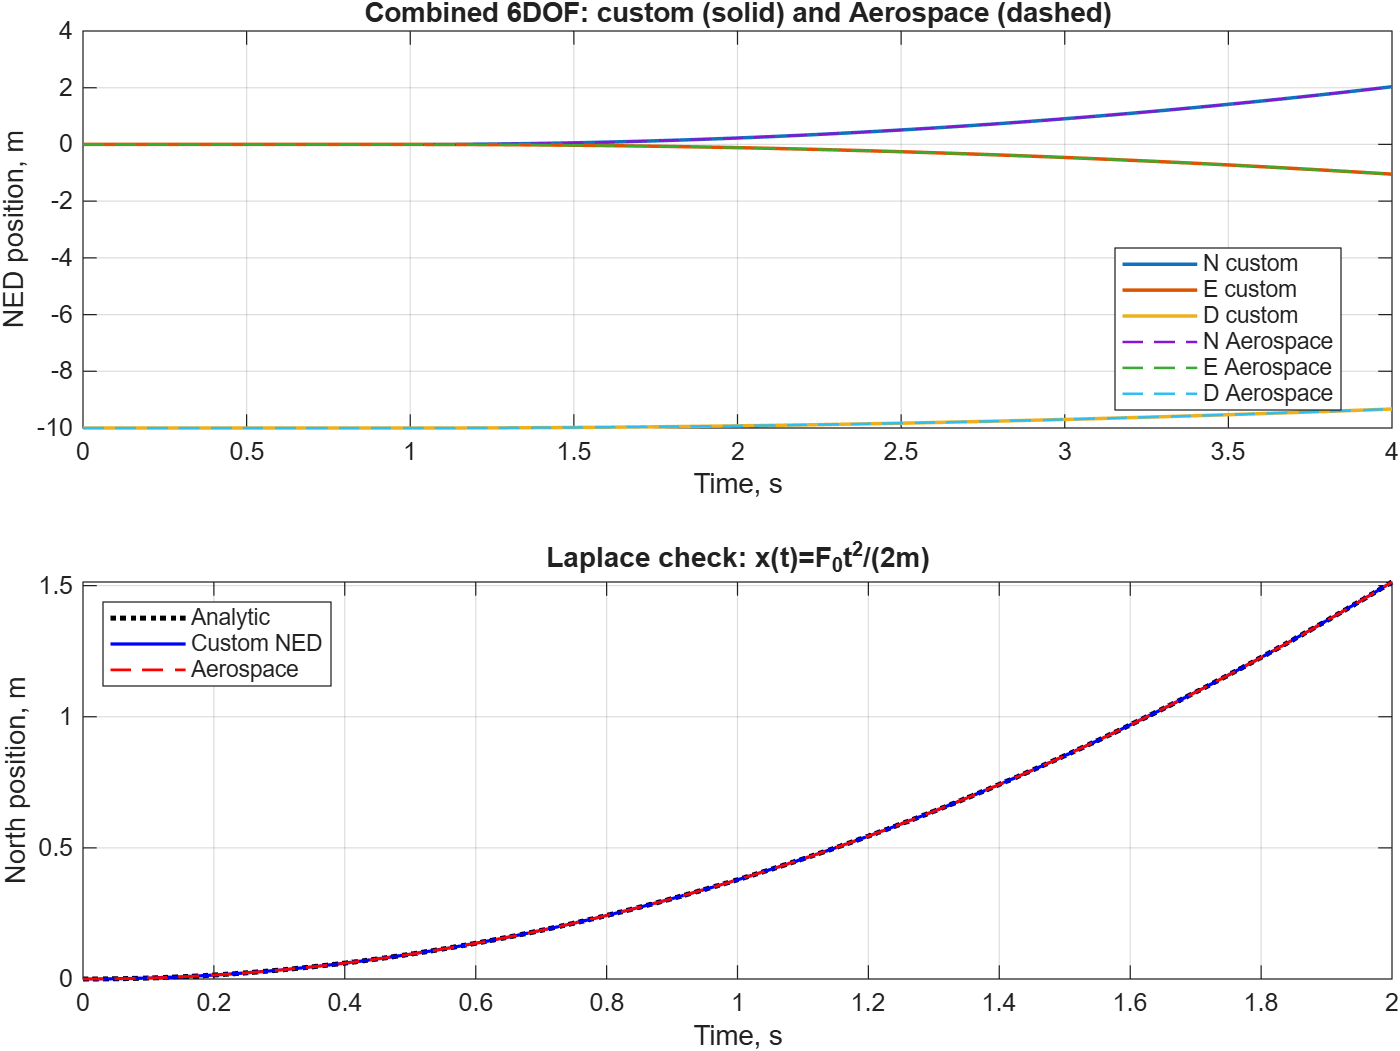 Combined 6DOF: custom (solid) and Aerospace (dashed)
NED position, m
4
2
0
-2
-4
-6
-8
-10
N custom
E custom
D custom
N Aerospace
E Aerospace
D Aerospace
0 0.5 1 1.5 2 2.5 3 3.5 4
Time, s
Laplace check: x(t)=F₀t²/(2m)
North position, m
1.5
1
0.5
0
Analytic
Custom NED
Aerospace
0 0.2 0.4 0.6 0.8 1 1.2 1.4 1.6 1.8 2
Time, s